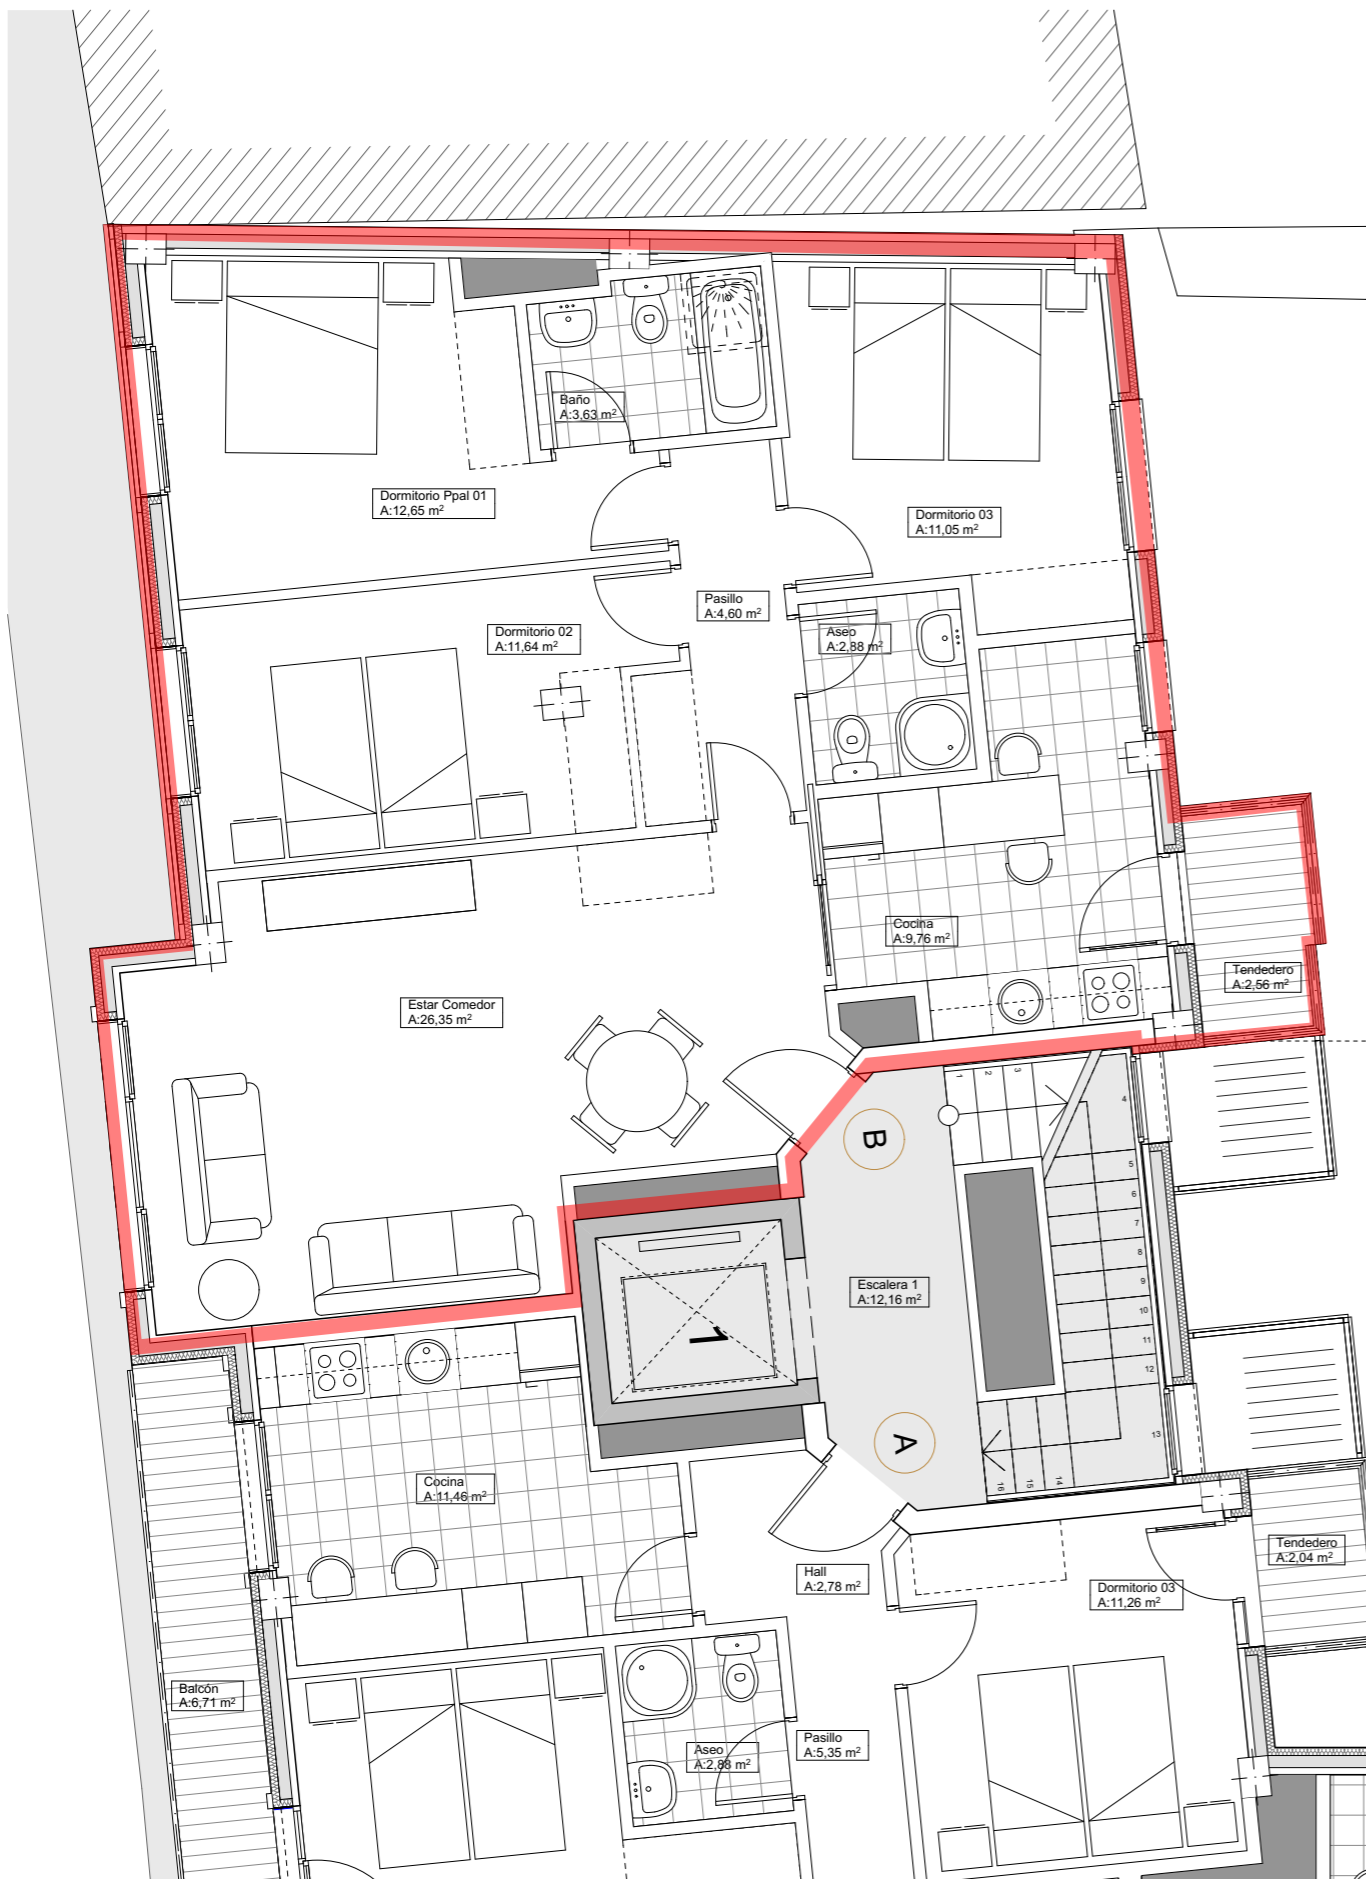 Baño
A:3,63 m²
Dormitorio Ppal 01
A:12,65 m²
Dormitorio 03
A:11,05 m²
Pasillo
A:4,60 m²
Dormitorio 02
A:11,64 m²
Aseo
A:2,88 m²
Cocina
A:9,76 m²
Tendedero
A:2,56 m²
Estar Comedor
A:26,35 m²
1
2
3
4
B
5
6
7
8
9
10
11
12
13
14
15
16
Escalera 1
A:12,16 m²
1
A
Cocina
A:11,46 m²
Hall
A:2,78 m²
Tendedero
A:2,04 m²
Dormitorio 03
A:11,26 m²
Balcón
A:6,71 m²
Aseo
A:2,88 m²
Pasillo
A:5,35 m²